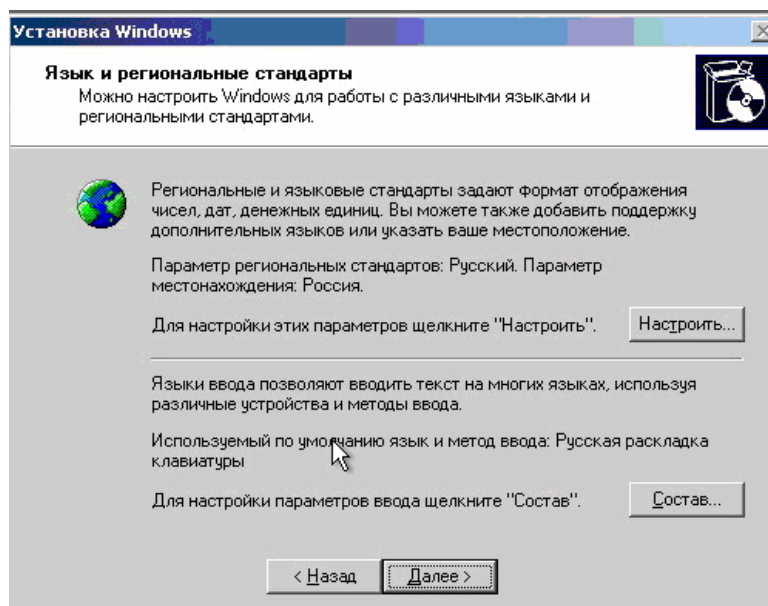 Установка Windows
Язык и региональные стандарты
Можно настроить Windows для работы с различными языками и
региональными стандартами.
Региональные и языковые стандарты задают формат отображения
чисел, дат, денежных единиц. Вы можете также добавить поддержку
дополнительных языков или указать ваше местоположение.
Параметр региональных стандартов: Русский. Параметр
местонахождения: Россия.
Для настройки этих параметров щелкните "Настроить".
Настроить...
Языки ввода позволяют вводить текст на многих языках, используя
различные устройства и методы ввода.
Используемый по умолчанию язык и метод ввода: Русская раскладка
клавиатуры
Для настройки параметров ввода щелкните "Состав".
Состав...
< Назад
Далее >